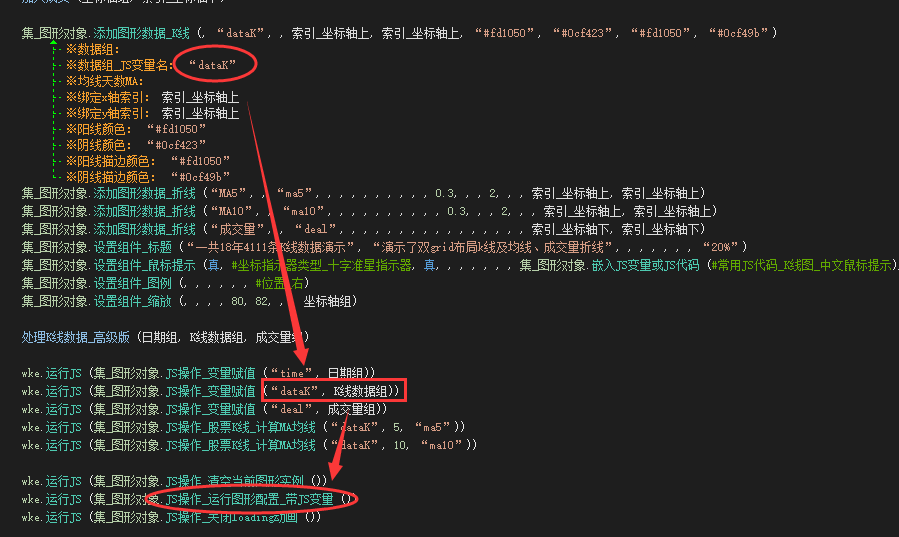 集_图形对象.添加图形数据_K线 (, “dataK”, , 索引_坐标轴上, 索引_坐标轴上, “#fd1050”, “#0cf423”, “#fd1050”, “#0cf49b”)
※数据组:
※数据组_JS变量名: “dataK”
※均线天数MA:
※绑定x轴索引: 索引_坐标轴上
※绑定y轴索引: 索引_坐标轴上
※阳线颜色: “#fd1050”
※阴线颜色: “#0cf423”
※阳线描边颜色: “#fd1050”
※阴线描边颜色: “#0cf49b”
集_图形对象.添加图形数据_折线 (“MA5”, , “ma5”, , , , , , , , , , 0.3, , , 2, , , 索引_坐标轴上, 索引_坐标轴上)
集_图形对象.添加图形数据_折线 (“MA10”, , “ma10”, , , , , , , , , , 0.3, , , 2, , , 索引_坐标轴上, 索引_坐标轴上)
集_图形对象.添加图形数据_折线 (“成交量”, , “deal”, , , , , , , , , , , , , , , , 索引_坐标轴下, 索引_坐标轴下)
集_图形对象.设置组件_标题 (“一共18年4111条K线数据演示”, “演示了双grid布局k线及均线、成交量折线”, , , , , , , “20%”)
集_图形对象.设置组件_鼠标提示 (真, #坐标指示器类型_十字准星指示器, 真, , , , , , , 集_图形对象.嵌入JS变量或JS代码 (#常用JS代码_K线图_中文鼠标提示)
集_图形对象.设置组件_图例 (, , , , , , #位置_右)
集_图形对象.设置组件_缩放 (, , , , 80, 82, , , 坐标轴组)
处理K线数据_高级版 (日期组, K线数据组, 成交量组)
wke.运行JS (集_图形对象.JS操作_变量赋值 (“time”, 日期组))
wke.运行JS (集_图形对象.JS操作_变量赋值 (“dataK”, K线数据组))
wke.运行JS (集_图形对象.JS操作_变量赋值 (“deal”, 成交量组))
wke.运行JS (集_图形对象.JS操作_股票K线_计算MA均线 (“dataK”, 5, “ma5”))
wke.运行JS (集_图形对象.JS操作_股票K线_计算MA均线 (“dataK”, 10, “ma10”))
wke.运行JS (集_图形对象.JS操作_清空当前图形实例 ())
wke.运行JS (集_图形对象.JS操作_运行图形配置_带JS变量 ())
wke.运行JS (集_图形对象.JS操作_关闭loading动画 ())